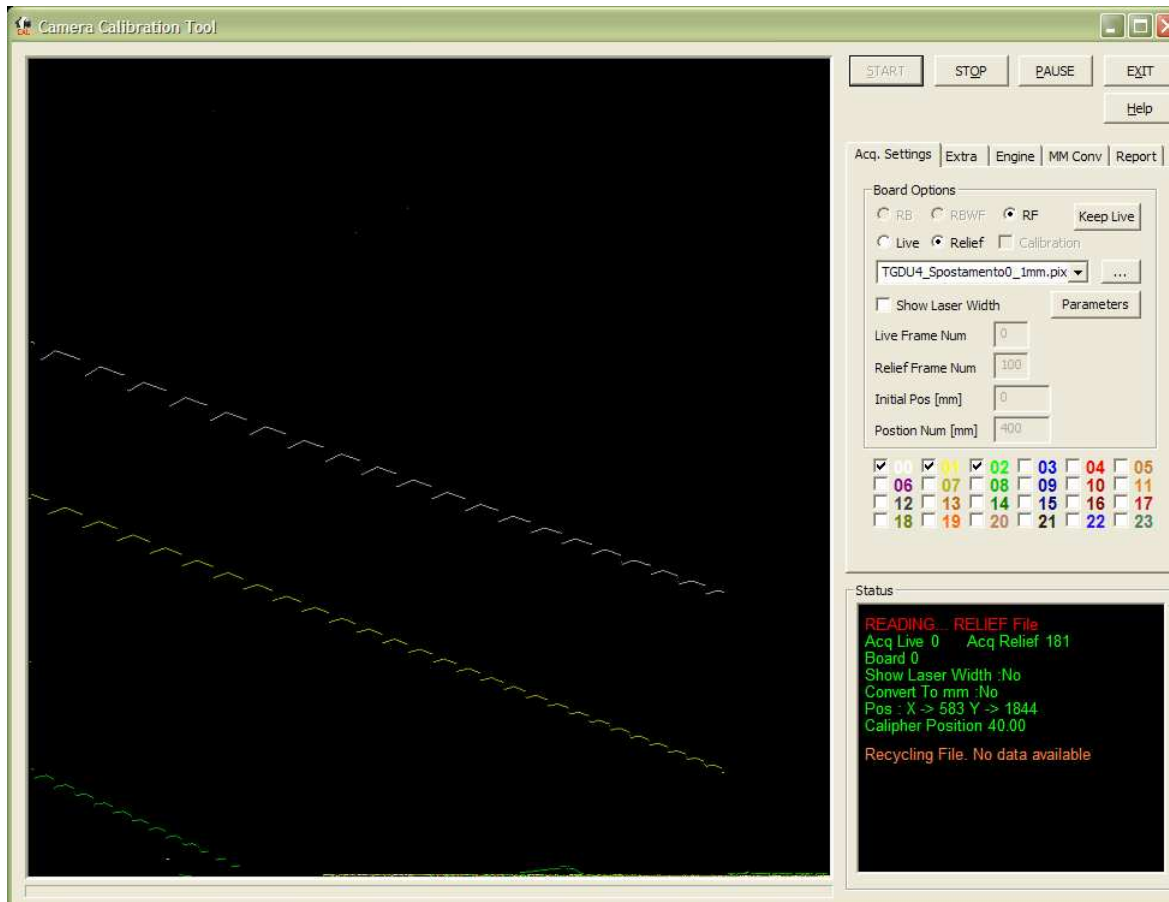 Camera Calibration Tool
START STOP PAUSE EXIT
Help
Acq. Settings Extra Engine MM Conv Report
Board Options
RB RBWF RF Keep Live
Live Relief Calibration
TGDU4_Spostamento0_1mm.pix ...
Show Laser Width Parameters
Live Frame Num 0
Relief Frame Num 100
Initial Pos [mm] 0
Postion Num [mm] 400
00 01 02 03 04 05
06 07 08 09 10 11
12 13 14 15 16 17
18 19 20 21 22 23
Status
READING... RELIEF File
Acq Live 0 Acq Relief 181
Board 0
Show Laser Width :No
Convert To mm :No
Pos : X -> 583 Y -> 1844
Calipher Position 40.00
Recycling File. No data available